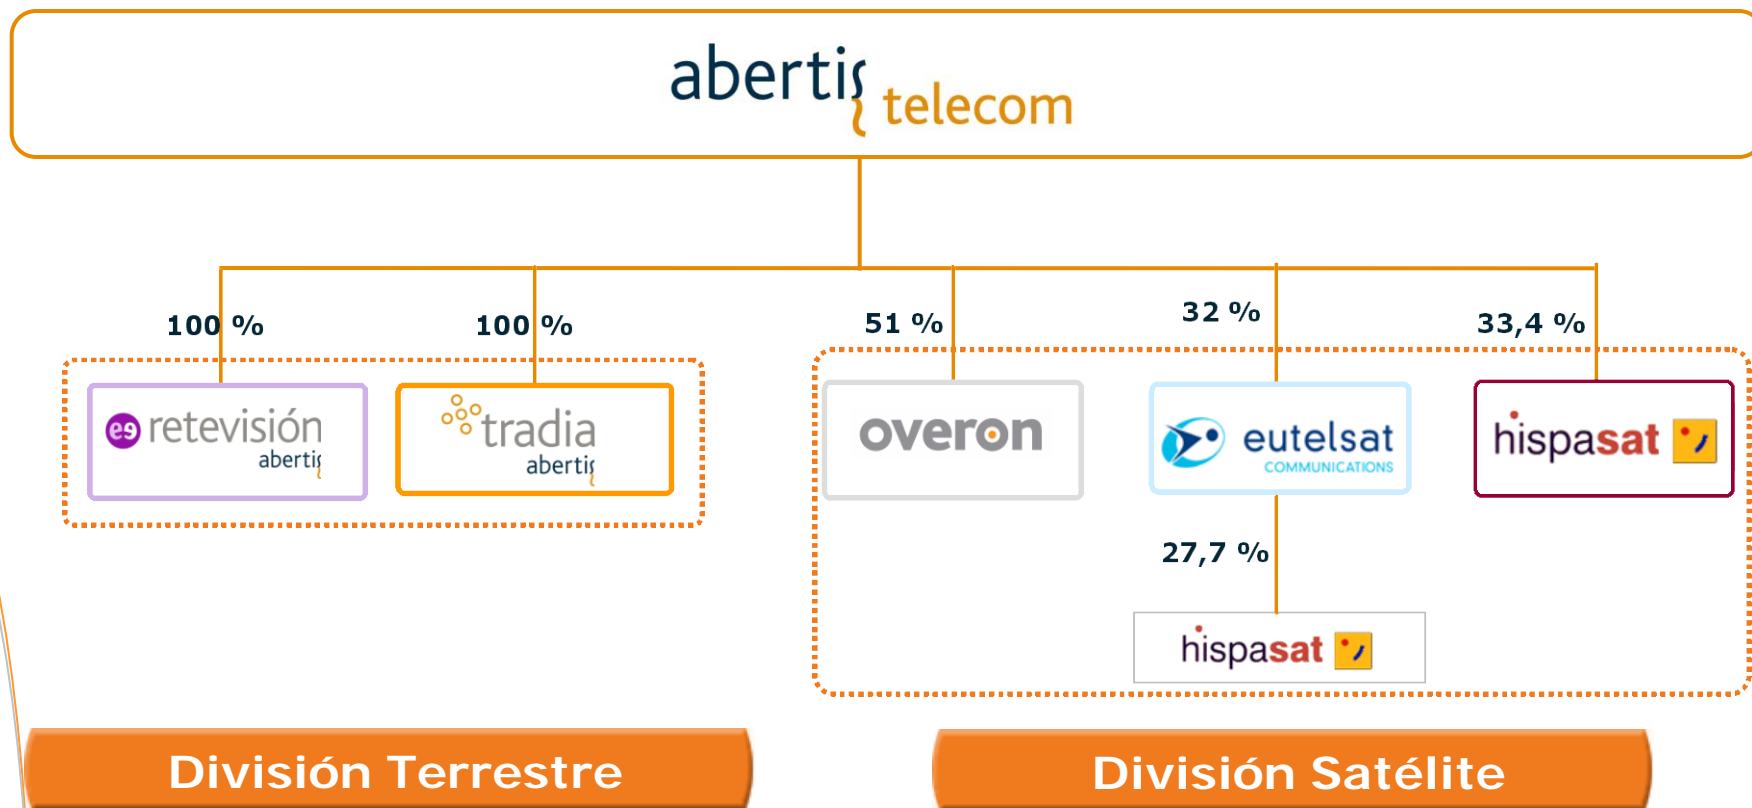 abertis telecom
100 %
100 %
51 %
32 %
33,4 %
retevisión
abertis
tradia
abertis
overon
eutelsat
COMMUNICATIONS
hispasat
27,7 %
hispasat
División Terrestre
División Satélite